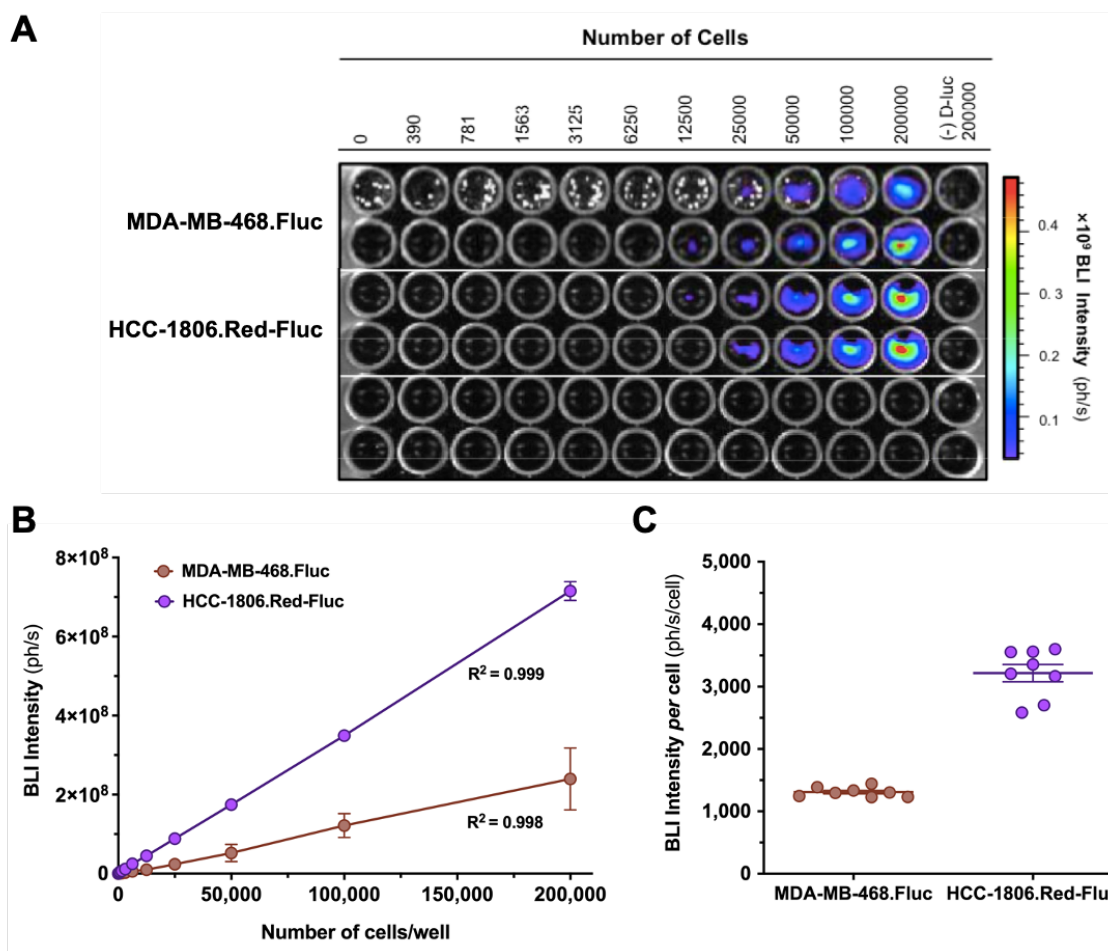 A
Number of Cells
0
390
781
1563
3125
6250
12500
25000
50000
100000
200000
(-) D-luc
200000
MDA-MB-468.Fluc
HCC-1806.Red-Fluc
0.4
0.3
0.2
0.1
×10⁹ BLI Intensity (ph/s)
B
8×10⁸
6×10⁸
4×10⁸
2×10⁸
0
BLI Intensity (ph/s)
MDA-MB-468.Fluc
HCC-1806.Red-Fluc
R² = 0.999
R² = 0.998
0 50,000 100,000 150,000 200,000
Number of cells/well
C
5,000
4,000
3,000
2,000
1,000
0
BLI Intensity per cell (ph/s/cell)
MDA-MB-468.Fluc HCC-1806.Red-Flu